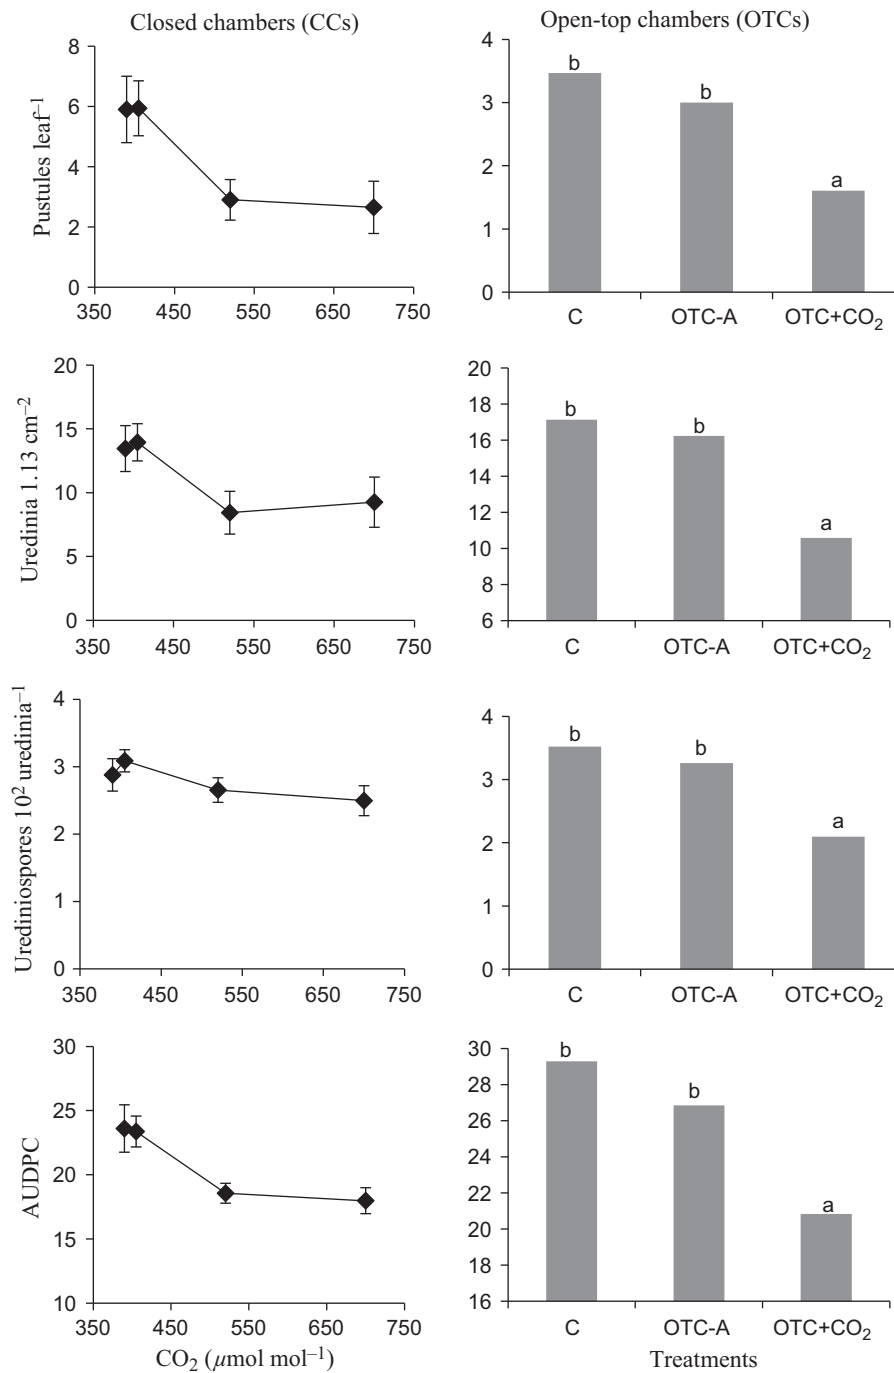 Closed chambers (CCs)
Open-top chambers (OTCs)
Pustules leaf⁻¹
8
6
4
2
0
350 450 550 650 750
4
3
2
1
0
b
b
a
C OTC-A OTC+CO₂
Uredinia 1.13 cm⁻²
20
15
10
5
0
350 450 550 650 750
20
18
16
14
12
10
8
6
b
b
a
C OTC-A OTC+CO₂
Urediniospores 10² uredinia⁻¹
4
3
2
1
0
350 450 550 650 750
4
3
2
1
0
b
b
a
C OTC-A OTC+CO₂
AUDPC
30
25
20
15
10
350 450 550 650 750
CO₂ (μmol mol⁻¹)
30
28
26
24
22
20
18
16
b
b
a
C OTC-A OTC+CO₂
Treatments